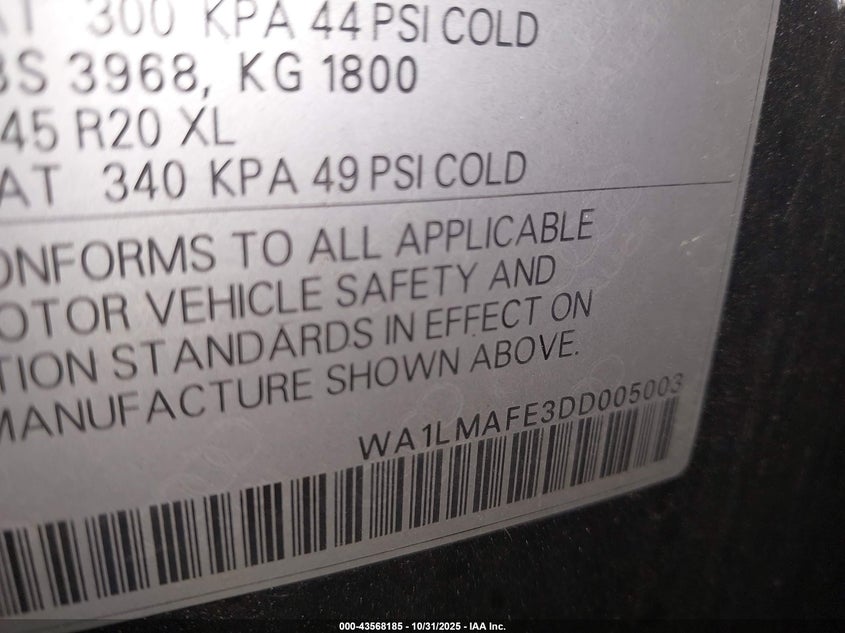 AT 300 KPA 44 PSI COLD
BS 3968, KG 1800
45 R20 XL
AT 340 KPA 49 PSI COLD
ONFORMS TO ALL APPLICABLE
OTOR VEHICLE SAFETY AND
TION STANDARDS IN EFFECT ON
MANUFACTURE SHOWN ABOVE.
WA1LMAFE3DD005003
000-43568185 - 10/31/2025 - IAA Inc.